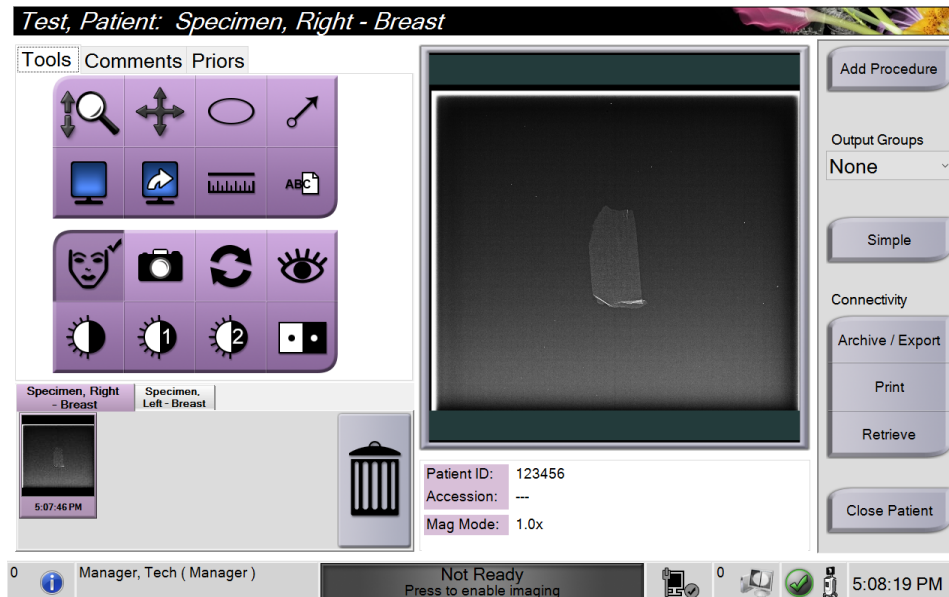 Test, Patient: Specimen, Right - Breast
Tools Comments Priors
ABC
1 2
Specimen, Right
- Breast
Specimen,
Left - Breast
5:07:46 PM
Patient ID: 123456
Accession: ---
Mag Mode: 1.0x
Add Procedure
Output Groups
None
Simple
Connectivity
Archive / Export
Print
Retrieve
Close Patient
0
Manager, Tech ( Manager )
Not Ready
Press to enable imaging
0
5:08:19 PM